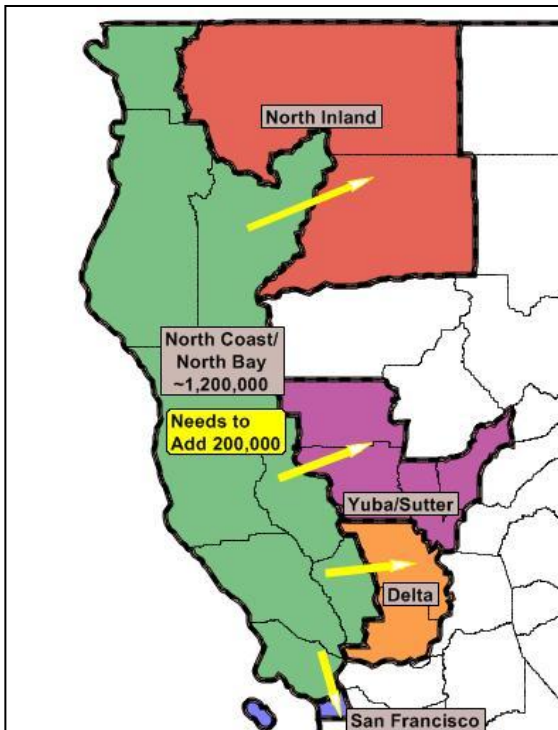 North Inland
North Coast/
North Bay
~1,200,000
Needs to
Add 200,000
Yuba/Sutter
Delta
San Francisco